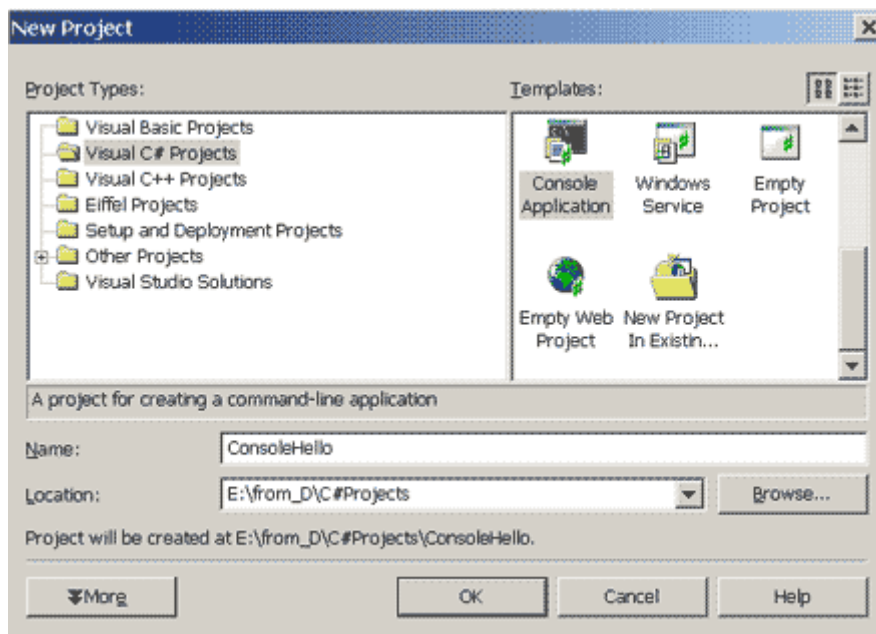 New Project
Project Types:
Templates:
Visual Basic Projects
Visual C# Projects
Visual C++ Projects
Eiffel Projects
Setup and Deployment Projects
Other Projects
Visual Studio Solutions
Console
Application
Windows
Service
Empty
Project
Empty Web
Project
New Project
In Existin...
A project for creating a command-line application
Name:
ConsoleHello
Location:
E:\from_D\C#Projects
Browse...
Project will be created at E:\from_D\C#Projects\ConsoleHello.
More
OK
Cancel
Help